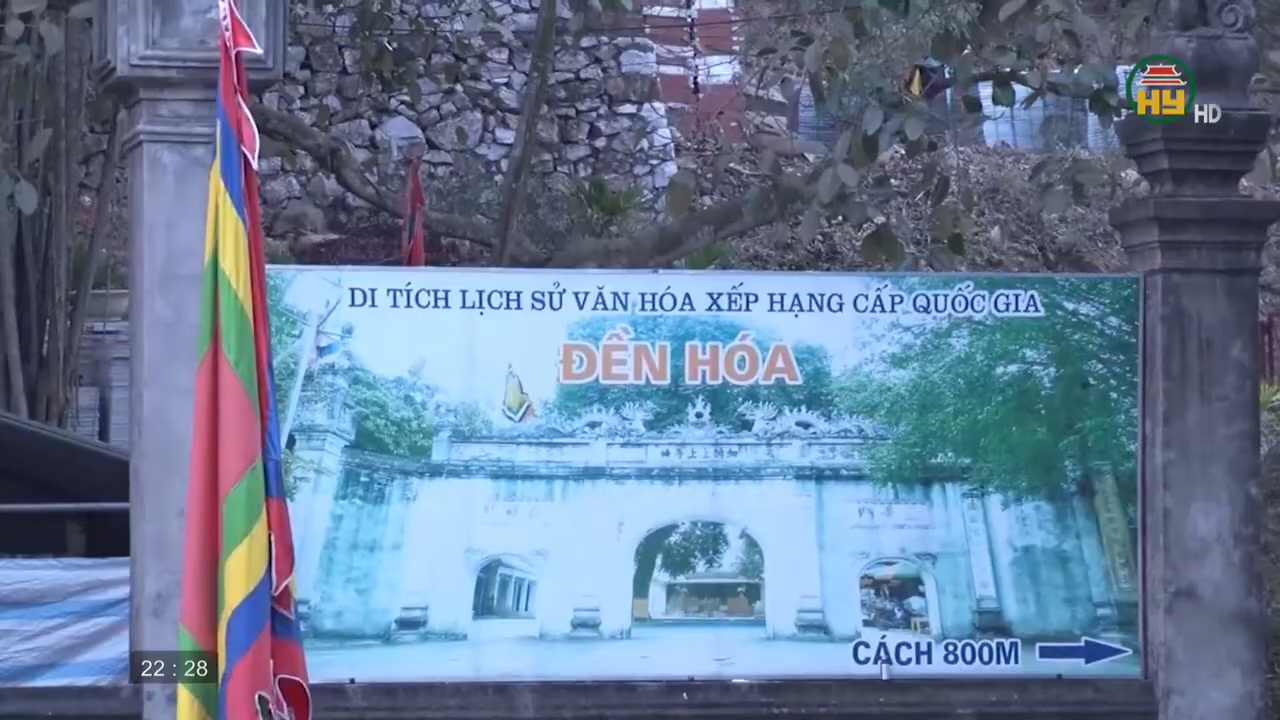 HY HD
DI TÍCH LỊCH SỬ VĂN HÓA XẾP HẠNG CẤP QUỐC GIA
ĐỀN HÓA
CÁCH 800M
22 : 28